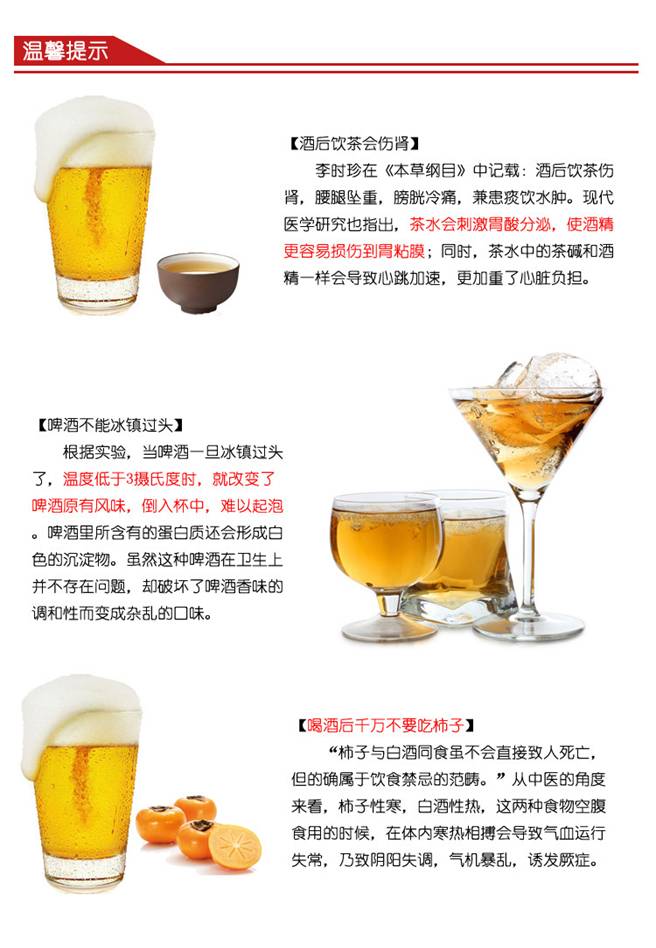 温馨提示
【酒后饮茶会伤肾】
李时珍在《本草纲目》中记载：酒后饮茶伤
肾，腰腿坠重，膀胱冷痛，兼患痰饮水肿。现代
医学研究也指出，茶水会刺激胃酸分泌，使酒精
更容易损伤到胃粘膜；同时，茶水中的茶碱和酒
精一样会导致心跳加速，更加重了心脏负担。
【啤酒不能冰镇过头】
根据实验，当啤酒一旦冰镇过头
了，温度低于3摄氏度时，就改变了
啤酒原有风味，倒入杯中，难以起泡
。啤酒里所含有的蛋白质还会形成白
色的沉淀物。虽然这种啤酒在卫生上
并不存在问题，却破坏了啤酒香味的
调和性而变成杂乱的口味。
【喝酒后千万不要吃柿子】
“柿子与白酒同食虽不会直接致人死亡，
但的确属于饮食禁忌的范畴。”从中医的角度
来看，柿子性寒，白酒性热，这两种食物空腹
食用的时候，在体内寒热相搏会导致气血运行
失常，乃致阴阳失调，气机暴乱，诱发厥症。